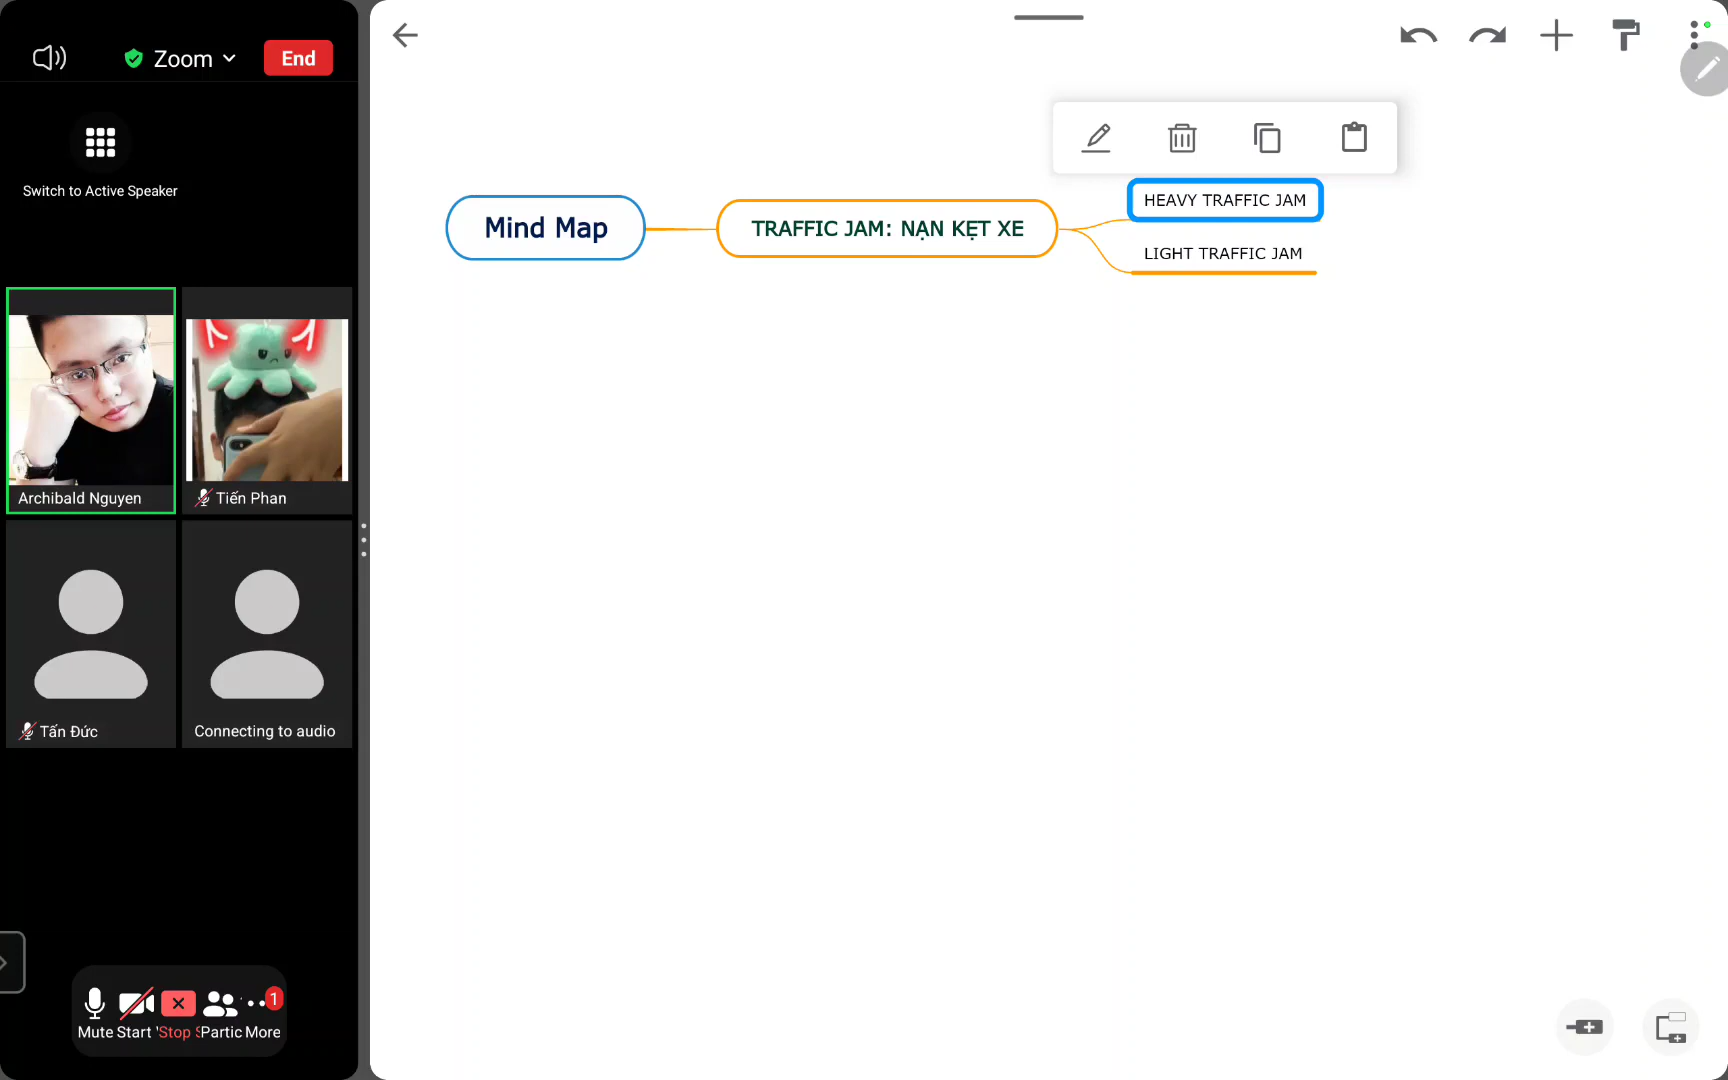 Zoom
End
Switch to Active Speaker
Archibald Nguyen
Tiến Phan
Tấn Đức
Connecting to audio
1
Mute
Start
Stop
Partic
More
Mind Map
TRAFFIC JAM: NẠN KẸT XE
HEAVY TRAFFIC JAM
LIGHT TRAFFIC JAM